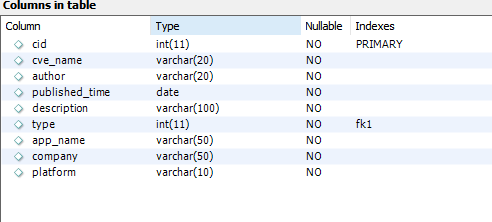 Columns in table
Column Type Nullable Indexes
cid int(11) NO PRIMARY
cve_name varchar(20) NO
author varchar(20) NO
published_time date NO
description varchar(100) NO
type int(11) NO fk1
app_name varchar(50) NO
company varchar(50) NO
platform varchar(10) NO